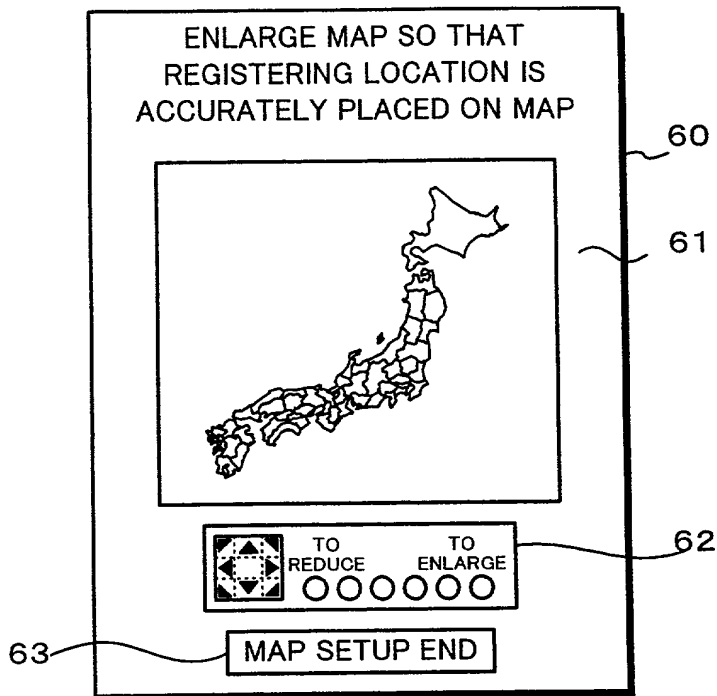 ENLARGE MAP SO THAT
REGISTERING LOCATION IS
ACCURATELY PLACED ON MAP
60
61
TO TO
REDUCE ENLARGE
62
63 MAP SETUP END